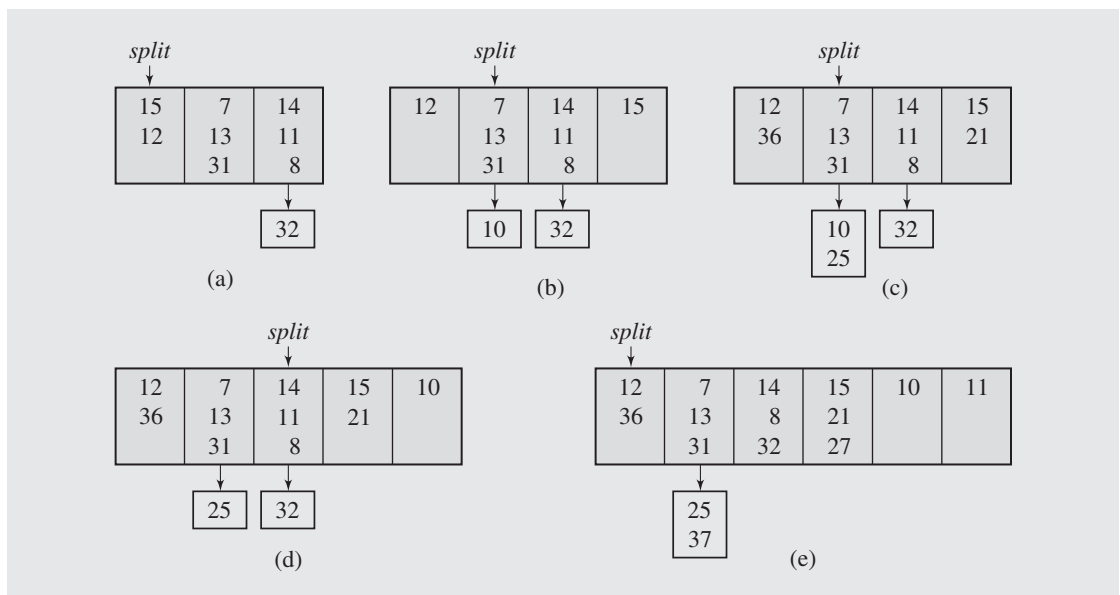 split split split
15 7 14 12 7 14 15 12 7 14 15
12 13 11 13 11 36 13 11 21
31 8 31 8 31 8
32 10 32 10 32
25
(a) (b) (c)
split split
12 7 14 15 10 12 7 14 15 10 11
36 13 11 21 36 13 8 21
31 8 31 32 27
25 32 25
37
(d) (e)